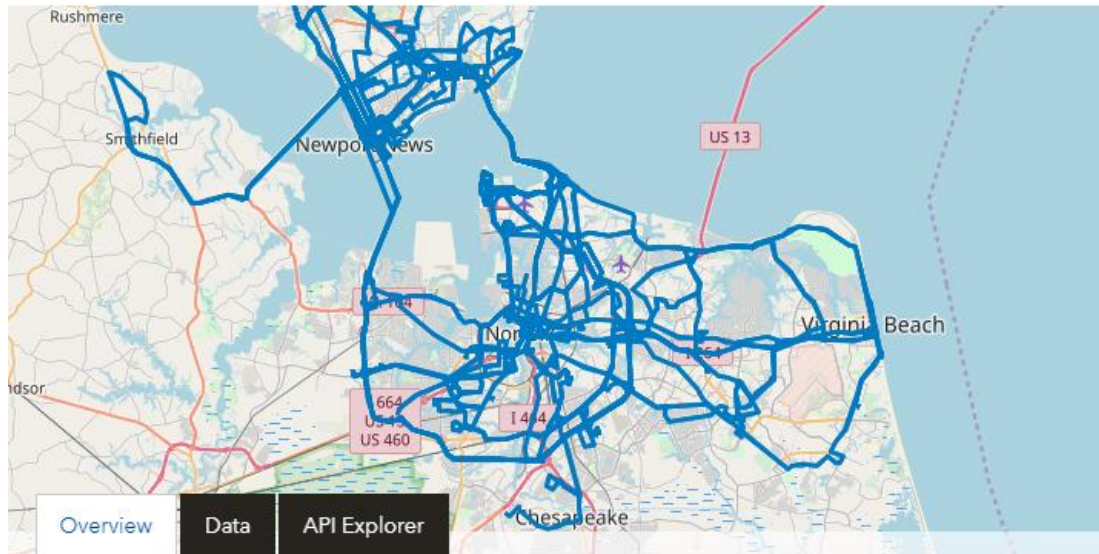 Rushmere
US 13
Smithfield
Newport News
Virginia Beach
664
US 460
I 464
Chesapeake
Overview
Data
API Explorer